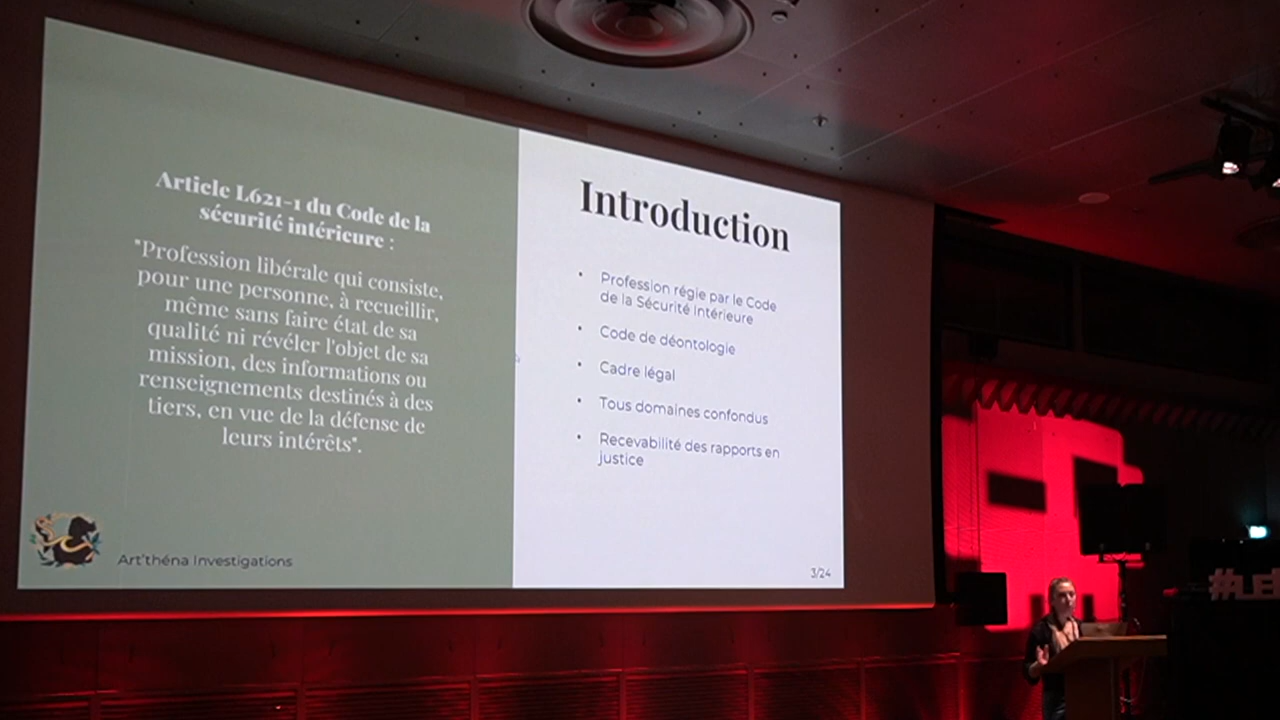 Article L621-1 du Code de la
sécurité intérieure :
"Profession libérale qui consiste,
pour une personne, à recueillir,
même sans faire état de sa
qualité ni révéler l'objet de sa
mission, des informations ou
renseignements destinés à des
tiers, en vue de la défense de
leurs intérêts".
Art'théna Investigations
Introduction
• Profession régie par le Code
de la Sécurité Intérieure
• Code de déontologie
• Cadre légal
• Tous domaines confondus
• Recevabilité des rapports en
justice
3/24